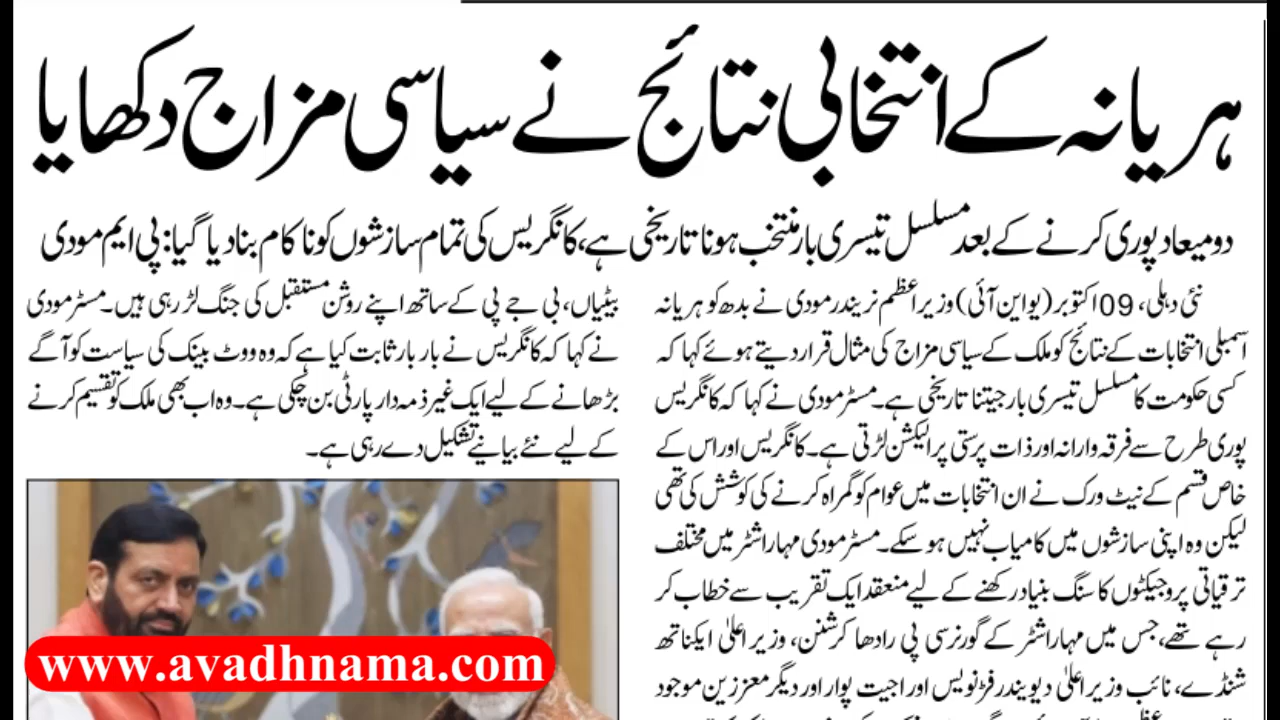 ہریانہ کے انتخابی نتائج نے سیاسی مزاج دکھایا
دو میعاد پوری کرنے کے بعد مسلسل تیسری بار منتخب ہونا تاریخی ہے، کانگریس کی تمام سازشوں کو ناکام بنا دیا گیا: پی ایم مودی
نئی دہلی، 09 اکتوبر (یو این آئی) وزیر اعظم نریندر مودی نے بدھ کو ہریانہ
اسمبلی انتخابات کے نتائج کو ملک کے سیاسی مزاج کی مثال قرار دیتے ہوئے کہا کہ
کسی حکومت کا مسلسل تیسری بار جیتنا تاریخی ہے۔ مسٹر مودی نے کہا کہ کانگریس
پوری طرح سے فرقہ وارانہ اور ذات پرستی پر الیکشن لڑتی ہے۔ کانگریس اور اس کے
خاص قسم کے نیٹ ورک نے ان انتخابات میں عوام کو گمراہ کرنے کی کوشش کی تھی
لیکن وہ اپنی سازشوں میں کامیاب نہیں ہو سکے۔ مسٹر مودی مہاراشٹر میں مختلف
ترقیاتی پروجیکٹوں کا سنگ بنیاد رکھنے کے لیے منعقد ایک تقریب سے خطاب کر
رہے تھے، جس میں مہاراشٹر کے گورنر سی پی رادھا کرشنن، وزیر اعلیٰ ایکناتھ
شنڈے، نائب وزیر اعلیٰ دیویندر فڑنویس اور اجیت پوار اور دیگر معززین موجود
بیٹیاں، بی جے پی کے ساتھ اپنے روشن مستقبل کی جنگ لڑ رہی ہیں۔ مسٹر مودی
نے کہا کہ کانگریس نے بار بار ثابت کیا ہے کہ وہ ووٹ بینک کی سیاست کو آگے
بڑھانے کے لیے ایک غیر ذمہ دار پارٹی بن چکی ہے۔ وہ اب بھی ملک کو تقسیم کرنے
کے لیے نئے بیانیے تشکیل دے رہی ہے۔
www.avadhnama.com